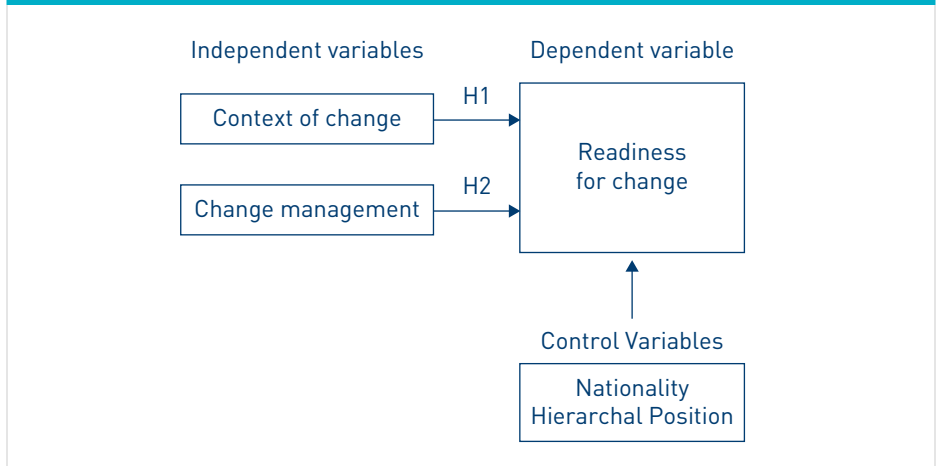 Independent variables
Dependent variable
Context of change
H1
Change management
H2
Readiness
for change
Control Variables
Nationality
Hierarchal Position